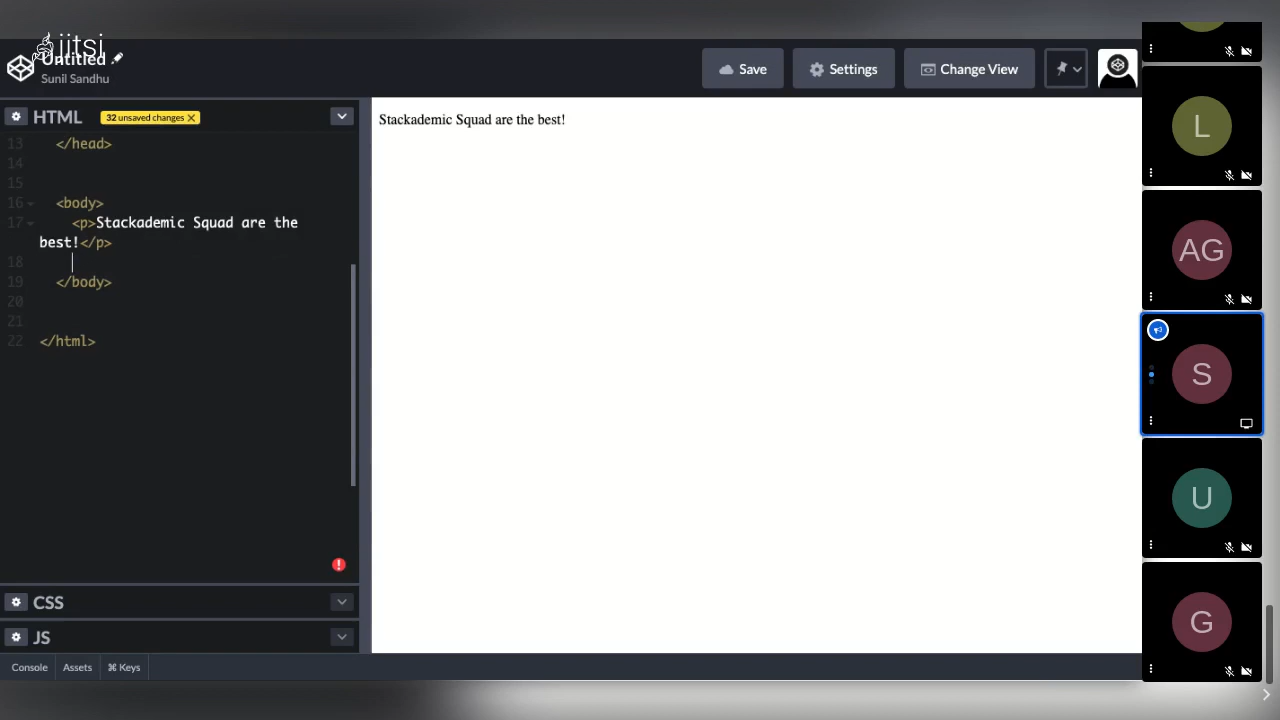 jitsi
Untitled
Sunil Sandhu
Save
Settings
Change View
HTML
32 unsaved changes X
13 </head>
14
15
16 <body>
17 <p>Stackademic Squad are the
best!</p>
18
19 </body>
20
21
22 </html>
CSS
JS
Console
Assets
⌘ Keys
Stackademic Squad are the best!
L
AG
S
U
G